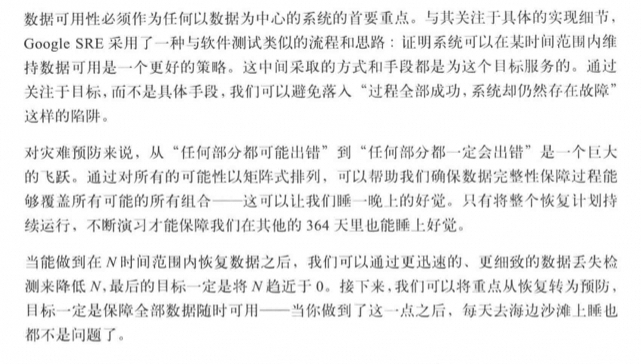 数据可用性必须作为任何以数据为中心的系统的首要重点。与其关注于具体的实现细节，
Google SRE 采用了一种与软件测试类似的流程和思路：证明系统可以在某时间范围内维
持数据可用是一个更好的策略。这中间采取的方式和手段都是为这个目标服务的。通过
关注于目标，而不是具体手段，我们可以避免落入“过程全部成功，系统却仍然存在故障”
这样的陷阱。
对灾难预防来说，从“任何部分都可能出错”到“任何部分都一定会出错”是一个巨大
的飞跃。通过对所有的可能性以矩阵式排列，可以帮助我们确保数据完整性保障过程能
够覆盖所有可能的所有组合——这可以让我们睡一晚上的好觉。只有将整个恢复计划持
续运行，不断演习才能保障我们在其他的 364 天里也能睡上好觉。
当能做到在 N 时间范围内恢复数据之后，我们可以通过更迅速的、更细致的数据丢失检
测来降低 N，最后的目标一定是将 N 趋近于 0。接下来，我们可以将重点从恢复转为预防，
目标一定是保障全部数据随时可用——当你做到了这一点之后，每天去海边沙滩上睡也
都不是问题了。